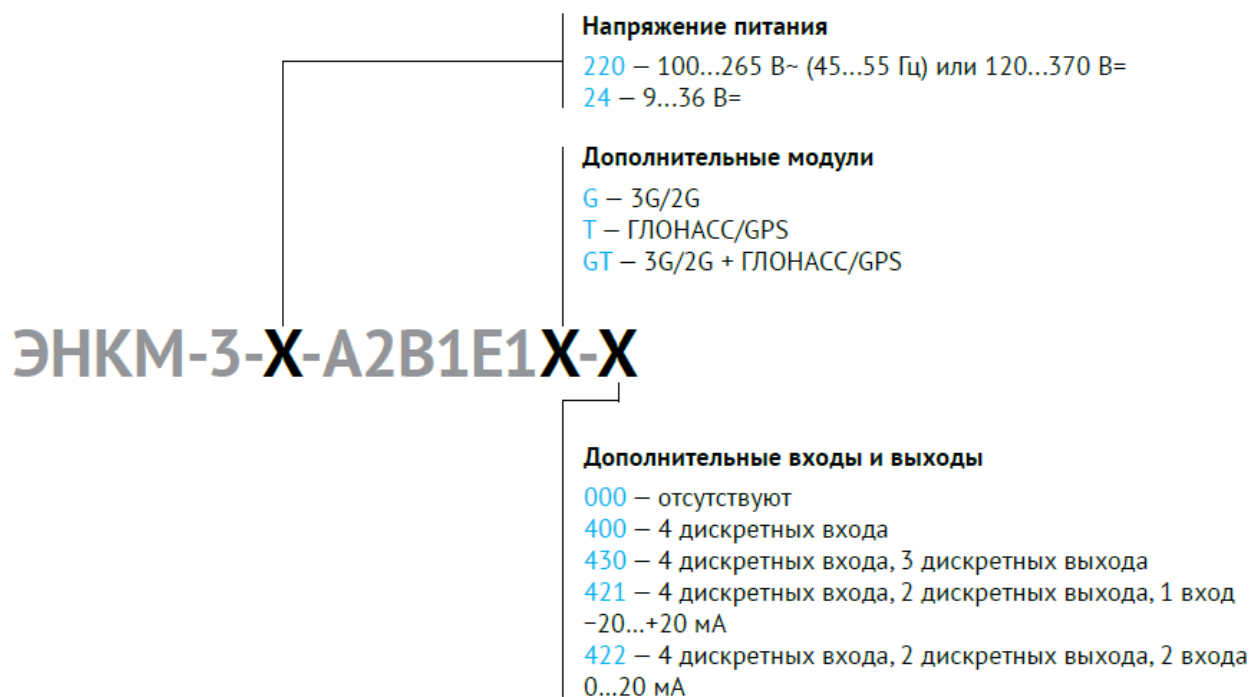 Напряжение питания
220 – 100...265 В~ (45...55 Гц) или 120...370 В=
24 – 9...36 В=
Дополнительные модули
G – 3G/2G
T – ГЛОНАСС/GPS
GT – 3G/2G + ГЛОНАСС/GPS
ЭНКМ-3-X-A2B1E1X-X
Дополнительные входы и выходы
000 – отсутствуют
400 – 4 дискретных входа
430 – 4 дискретных входа, 3 дискретных выхода
421 – 4 дискретных входа, 2 дискретных выхода, 1 вход
−20...+20 мА
422 – 4 дискретных входа, 2 дискретных выхода, 2 входа
0...20 мА